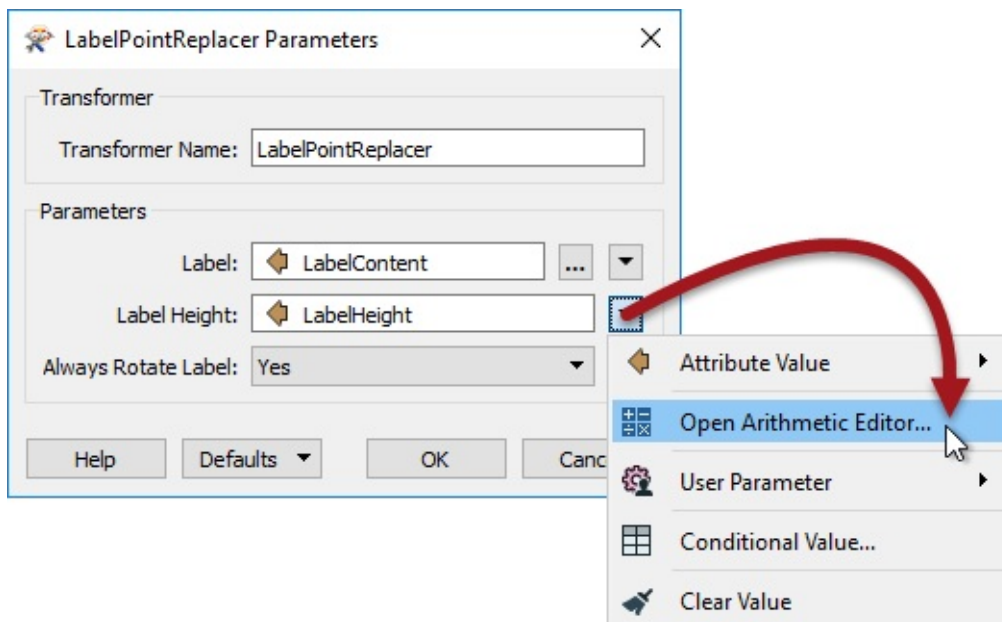 LabelPointReplacer Parameters
Transformer
Transformer Name: LabelPointReplacer
Parameters
Label: LabelContent ...
Label Height: LabelHeight
Always Rotate Label: Yes
Help Defaults OK Canc
Attribute Value
Open Arithmetic Editor...
User Parameter
Conditional Value...
Clear Value